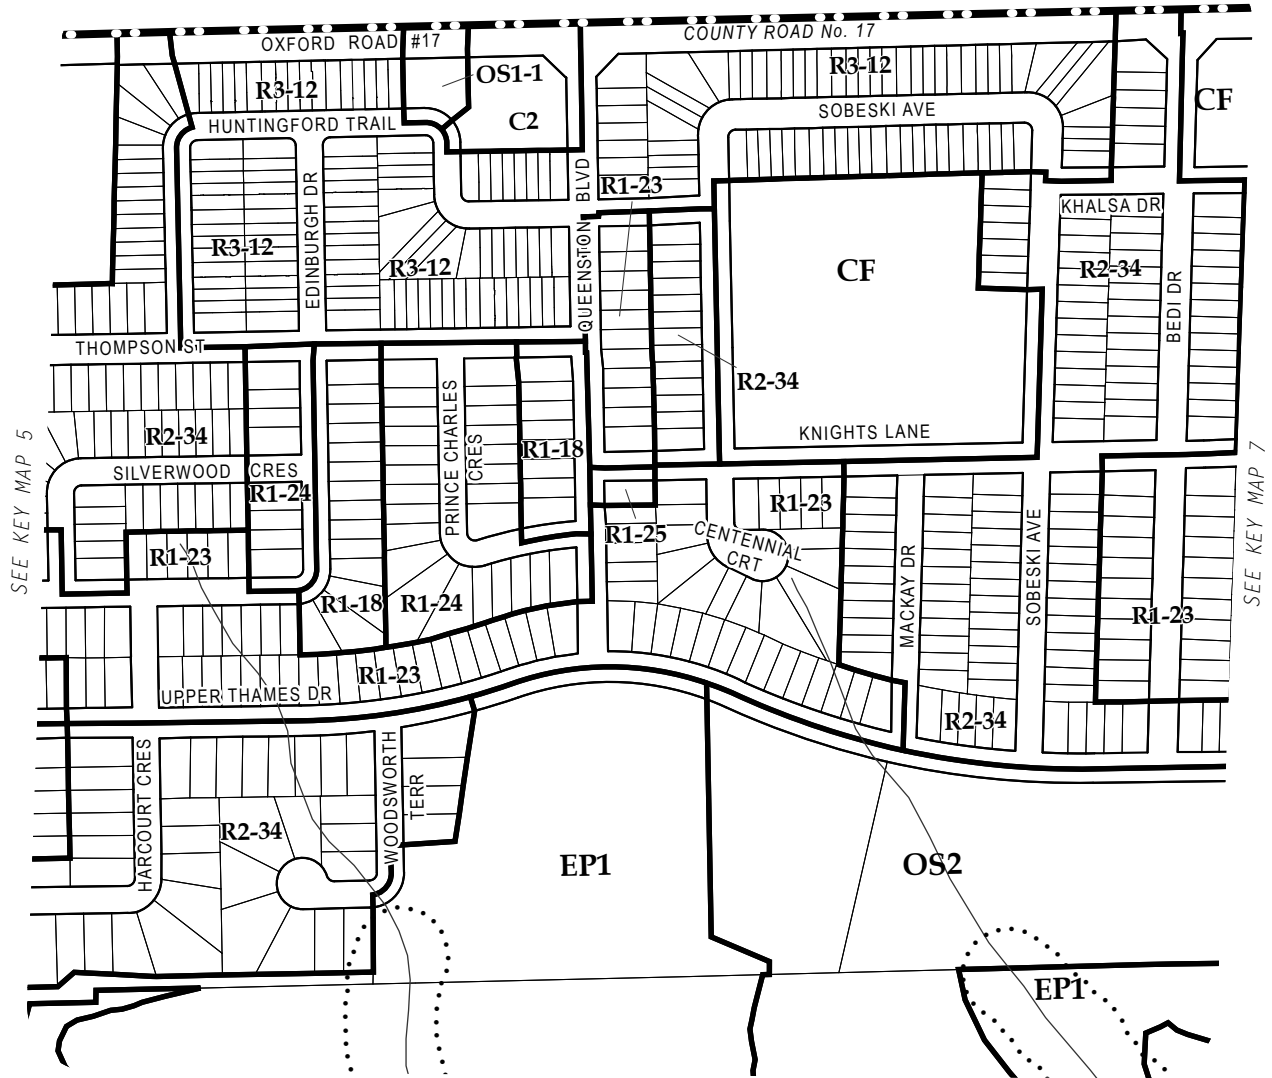 OXFORD ROAD #17
COUNTY ROAD No. 17
R3-12
OS1-1
R3-12
CF
C2
SOBESKI AVE
HUNTINGFORD TRAIL
QUEENSTON BLVD
R1-23
KHALSA DR
EDINBURGH DR
R3-12
R3-12
CF
R2-34
BEDI DR
THOMPSON ST
R2-34
PRINCE CHARLES
CRES
KNIGHTS LANE
R2-34
R1-18
SEE KEY MAP 5
SEE KEY MAP 7
SILVERWOOD CRES
R1-24
R1-23
R1-25
CENTENNIAL
CRT
R1-23
MACKAY DR
SOBESKI AVE
R1-18
R1-24
R1-23
R1-23
UPPER THAMES DR
R2-34
HARCOURT CRES
WOODSWORTH
TERR
R2-34
EP1
OS2
EP1